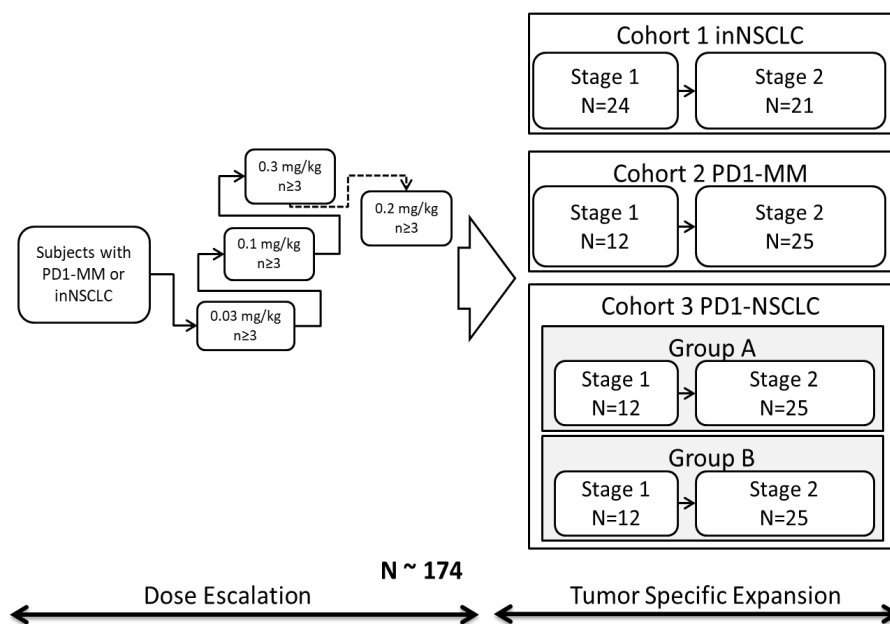 Subjects with
PD1-MM or
inNSCLC
0.03 mg/kg
n≥3
0.1 mg/kg
n≥3
0.3 mg/kg
n≥3
0.2 mg/kg
n≥3
Cohort 1 inNSCLC
Stage 1
N=24
Stage 2
N=21
Cohort 2 PD1-MM
Stage 1
N=12
Stage 2
N=25
Cohort 3 PD1-NSCLC
Group A
Stage 1
N=12
Stage 2
N=25
Group B
Stage 1
N=12
Stage 2
N=25
N ~ 174
Dose Escalation
Tumor Specific Expansion